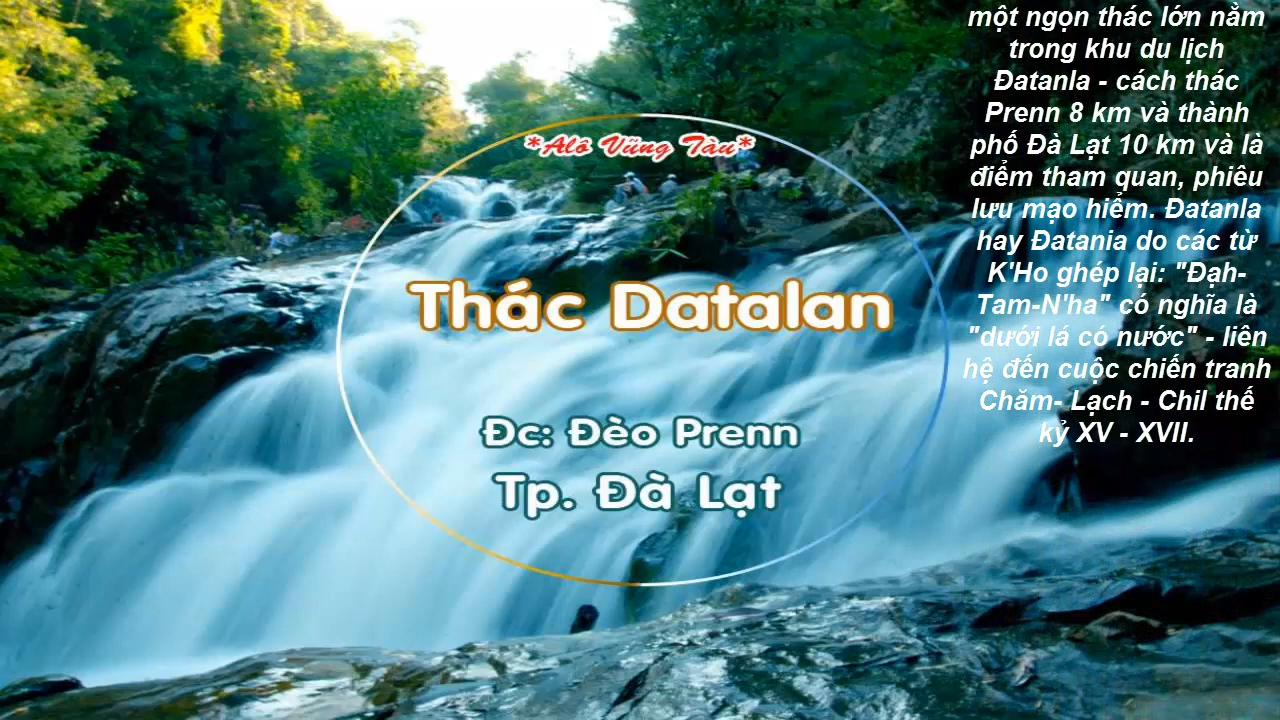 *Alô Vũng Tàu*
Thác Datalan
Đc: Đèo Prenn
Tp. Đà Lạt
một ngọn thác lớn nằm
trong khu du lịch
Đatanla - cách thác
Prenn 8 km và thành
phố Đà Lạt 10 km và là
điểm tham quan, phiêu
lưu mạo hiểm. Đatanla
hay Đatania do các từ
K'Ho ghép lại: "Đạh-
Tam-N'ha" có nghĩa là
"dưới lá có nước" - liên
hệ đến cuộc chiến tranh
Chăm- Lạch - Chil thế
kỷ XV - XVII.